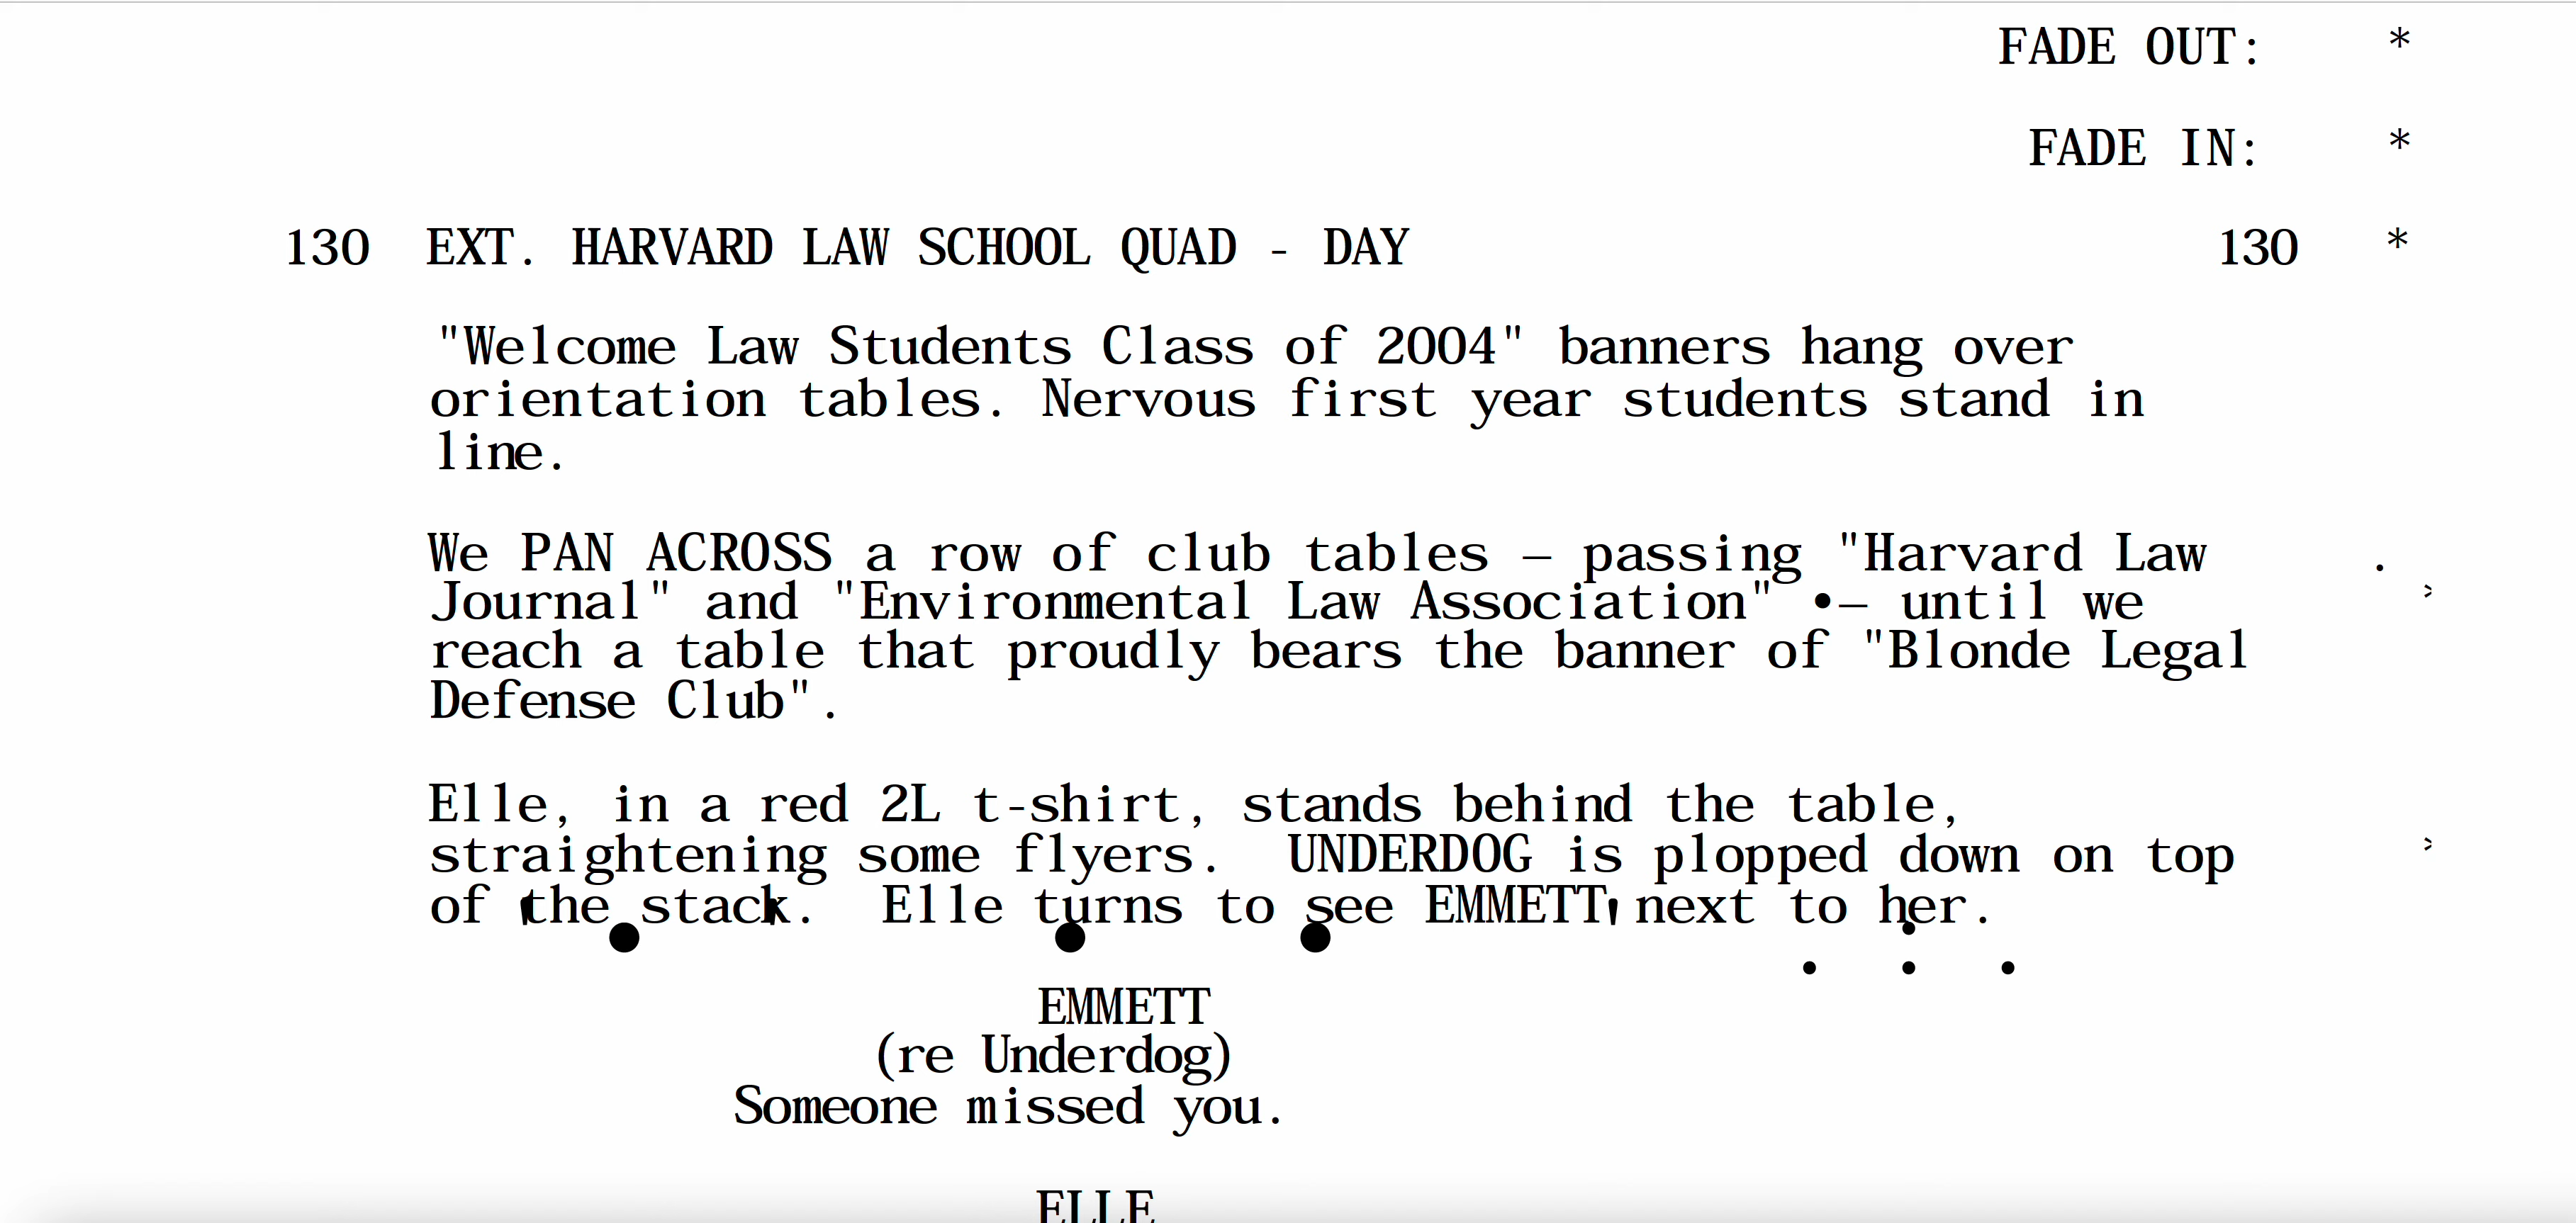 FADE OUT: *
FADE IN: *
130 EXT. HARVARD LAW SCHOOL QUAD - DAY 130 *
"Welcome Law Students Class of 2004" banners hang over
orientation tables. Nervous first year students stand in
line.
We PAN ACROSS a row of club tables — passing "Harvard Law .
Journal" and "Environmental Law Association" •— until we >
reach a table that proudly bears the banner of "Blonde Legal
Defense Club".
Elle, in a red 2L t-shirt, stands behind the table,
straightening some flyers. UNDERDOG is plopped down on top >
of the stack. Elle turns to see EMMETT next to her.
EMMETT
(re Underdog)
Someone missed you.
ELLE